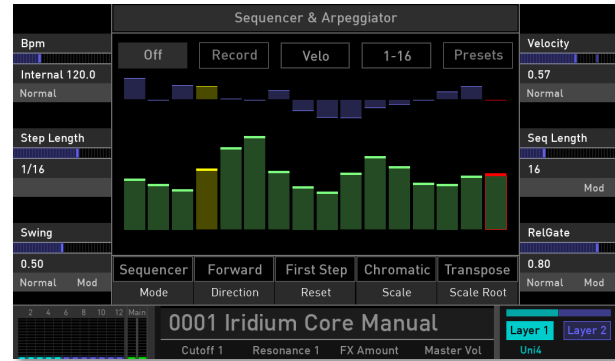 Sequencer & Arpeggiator
Bpm
Internal 120.0
Normal
Step Length
1/16
Swing
0.50
Normal Mod
Off Record Velo 1-16 Presets
Sequencer Forward First Step Chromatic Transpose
Mode Direction Reset Scale Scale Root
Velocity
0.57
Normal
Seq Length
16
Mod
RelGate
0.80
Normal Mod
2 4 6 8 10 12 Main
0001 Iridium Core Manual
Cutoff 1 Resonance 1 FX Amount Master Vol
Layer 1 Layer 2
Uni4